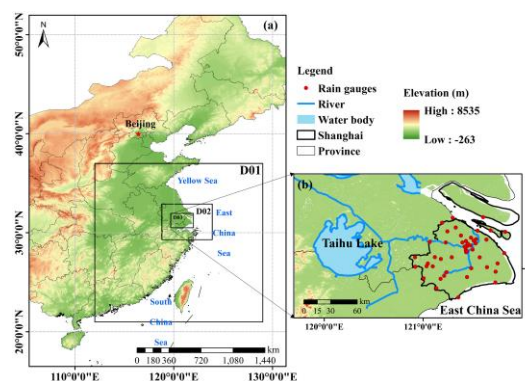 (a)
N
50°0'0"N
40°0'0"N
30°0'0"N
20°0'0"N
Beijing
D01
Yellow Sea
D02
D03
East
China
Sea
South
China
Sea
0 180 360 720 1,080 1,440
km
110°0'0"E 120°0'0"E 130°0'0"E
Legend
Rain gauges
River
Water body
Shanghai
Province
Elevation (m)
High : 8535
Low : -263
(b)
Taihu Lake
East China Sea
0 15 30 60
km
120°0'0"E 121°0'0"E